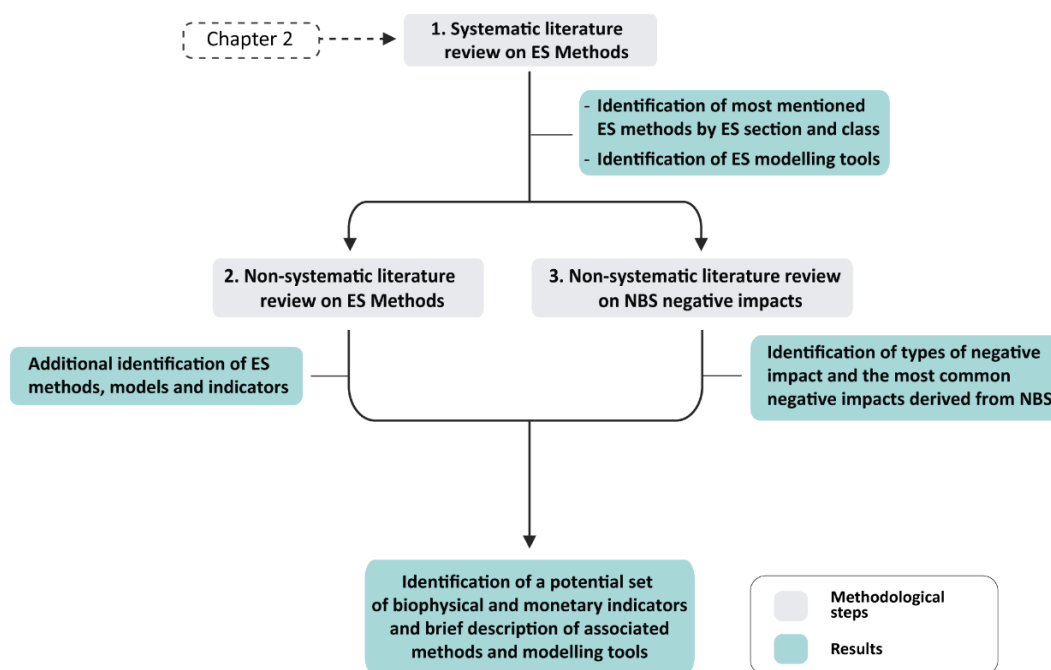 Chapter 2
1. Systematic literature
review on ES Methods
- Identification of most mentioned
ES methods by ES section and class
- Identification of ES modelling tools
2. Non-systematic literature
review on ES Methods
3. Non-systematic literature review
on NBS negative impacts
Additional identification of ES
methods, models and indicators
Identification of types of negative
impact and the most common
negative impacts derived from NBS
Identification of a potential set
of biophysical and monetary indicators
and brief description of associated
methods and modelling tools
Methodological
steps
Results